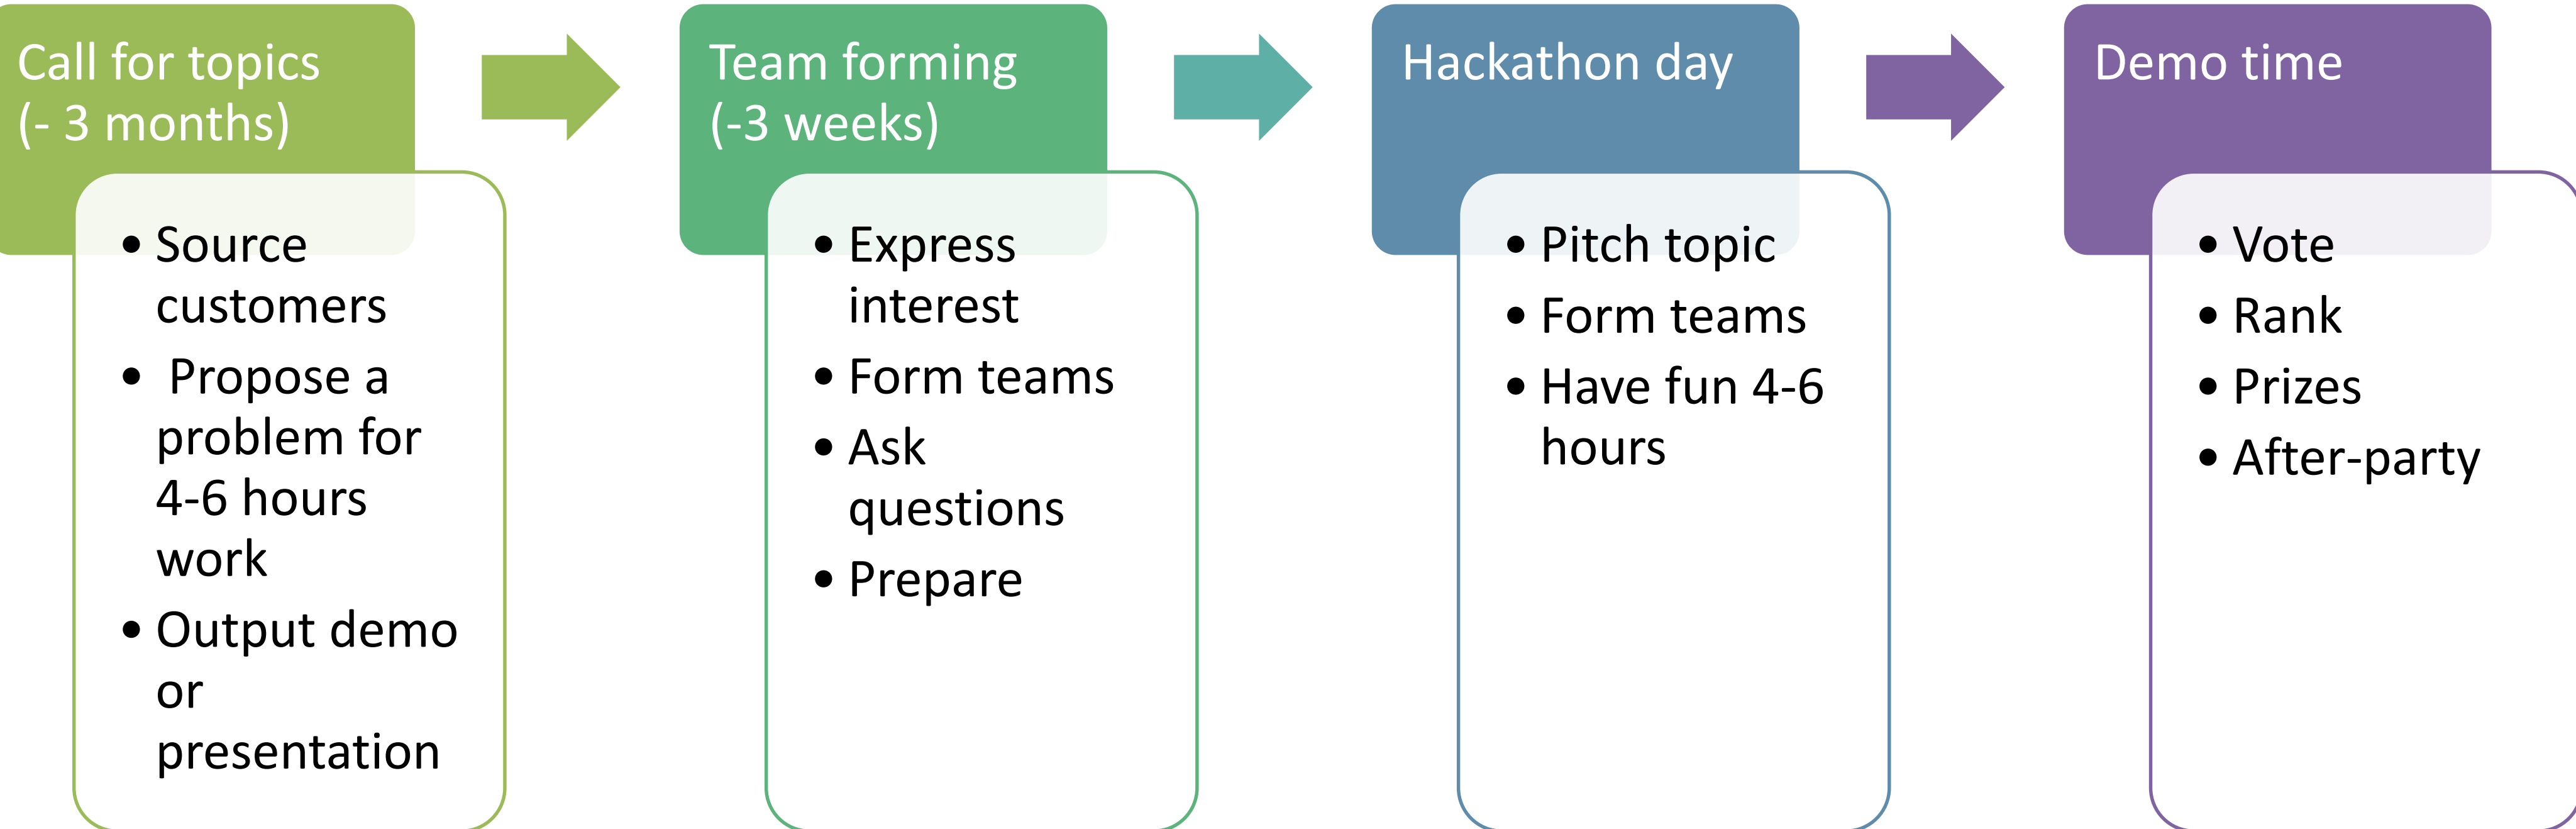 Call for topics
(- 3 months)
• Source
customers
• Propose a
problem for
4-6 hours
work
• Output demo
or
presentation
Team forming
(-3 weeks)
• Express
interest
• Form teams
• Ask
questions
• Prepare
Hackathon day
• Pitch topic
• Form teams
• Have fun 4-6
hours
Demo time
• Vote
• Rank
• Prizes
• After-party